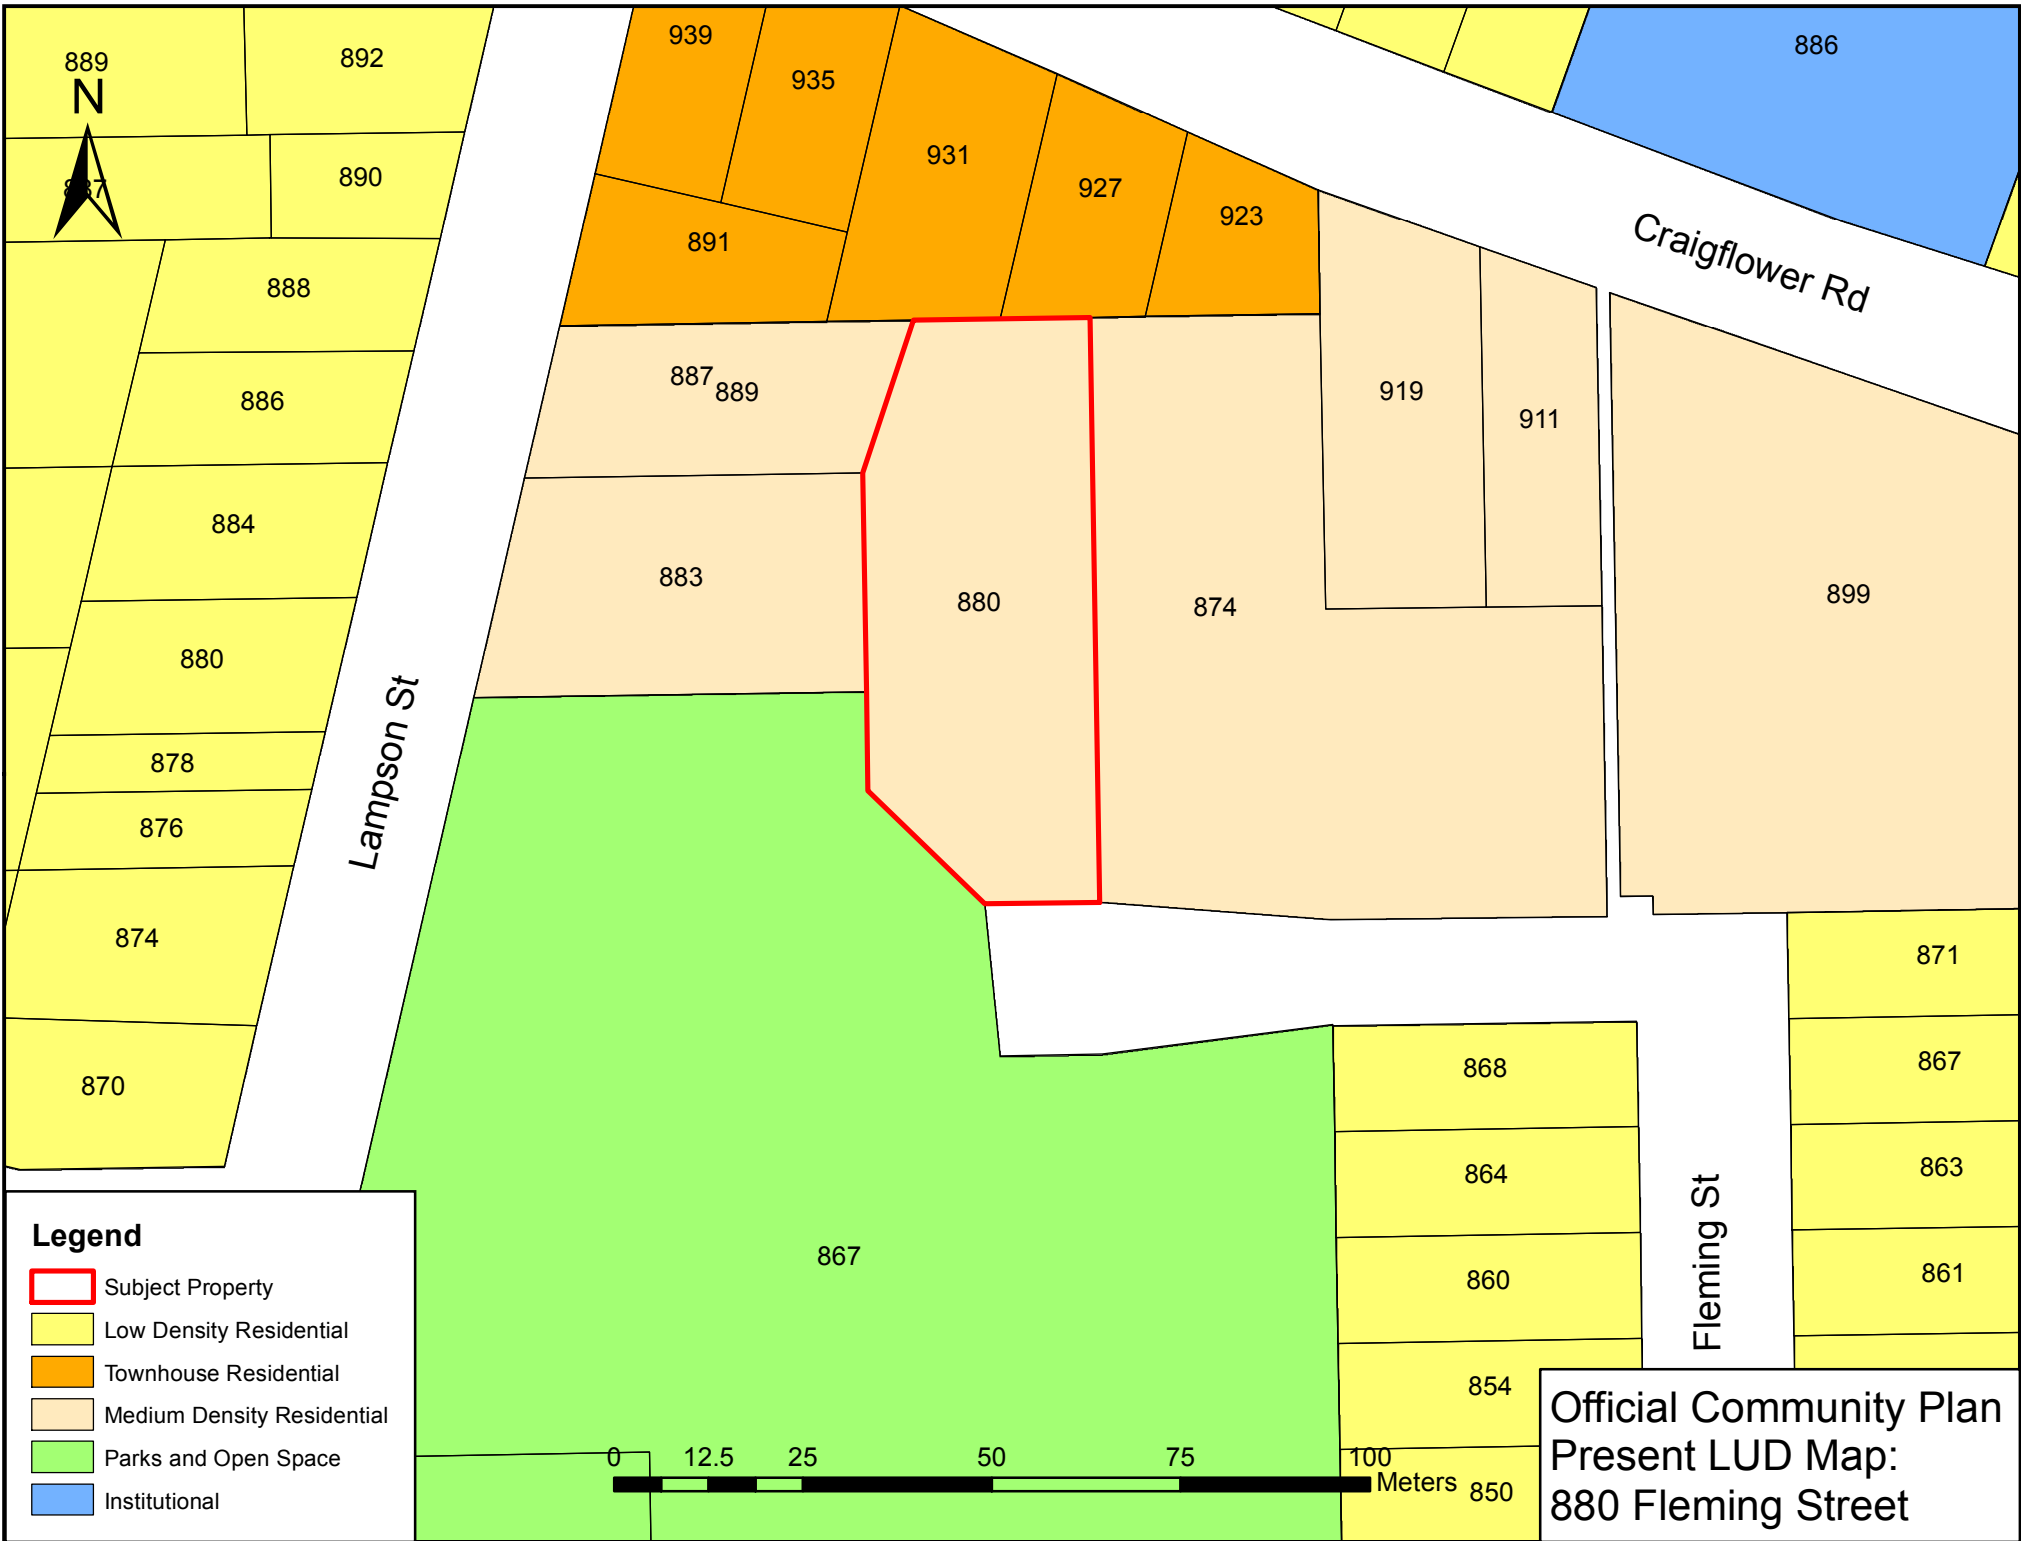 889
892
939
935
886
N
887
890
931
927
923
891
Craigflower Rd
888
887
889
886
919
911
884
883
880
874
899
880
Lampson St
878
876
874
871
870
868
867
864
863
Fleming St
867
860
861
854
850
Legend
Subject Property
Low Density Residential
Townhouse Residential
Medium Density Residential
Parks and Open Space
Institutional
0 12.5 25 50 75 100
Meters
Official Community Plan
Present LUD Map:
880 Fleming Street